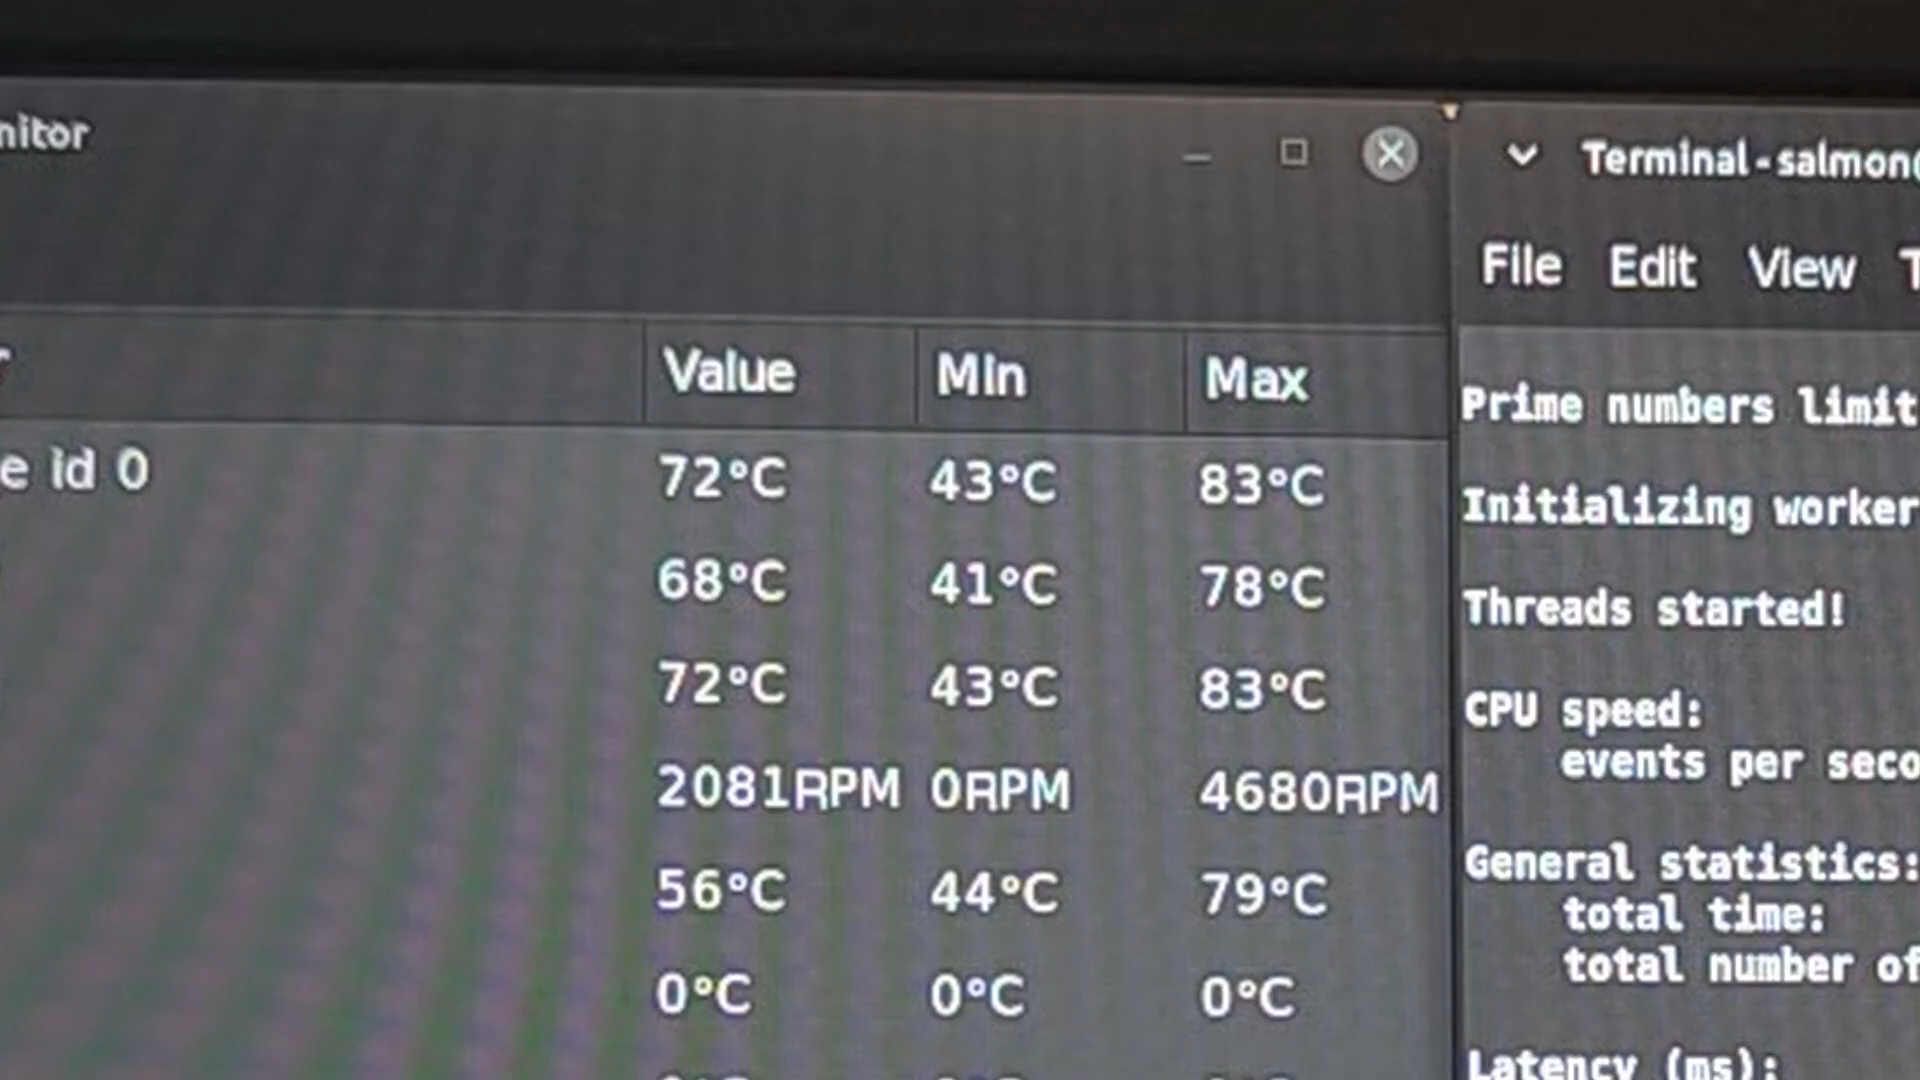 nitor
Value Min Max
e id 0 72°C 43°C 83°C
68°C 41°C 78°C
72°C 43°C 83°C
2081RPM 0RPM 4680RPM
56°C 44°C 79°C
0°C 0°C 0°C
Terminal - salmon@
File Edit View T
Prime numbers limit
Initializing worker
Threads started!
CPU speed:
events per seco
General statistics:
total time:
total number of
Latency (ms):